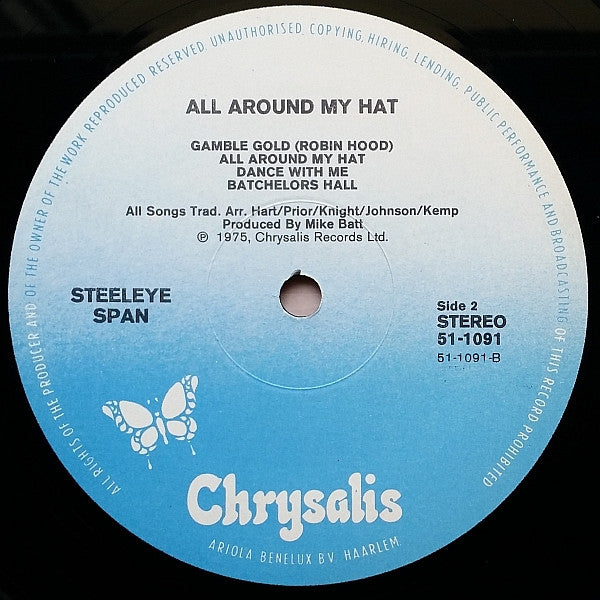 ALL RIGHTS OF THE PRODUCER AND OF THE OWNER OF THE WORK REPRODUCED RESERVED. UNAUTHORISED. COPYING, HIRING, LENDING, PUBLIC PERFORMANCE AND BROADCASTING OF THIS RECORD PROHIBITED
ALL AROUND MY HAT
GAMBLE GOLD (ROBIN HOOD)
ALL AROUND MY HAT
DANCE WITH ME
BATCHELORS HALL
All Songs Trad. Arr. Hart/Prior/Knight/Johnson/Kemp
Produced By Mike Batt
℗ 1975, Chrysalis Records Ltd.
STEELEYE
SPAN
Side 2
STEREO
51-1091
51-1091-B
Chrysalis
ARIOLA BENELUX BV. HAARLEM